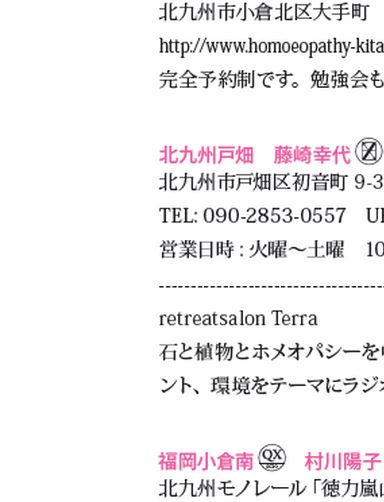 北九州市小倉北区大手町
http://www.homoeopathy-kita
完全予約制です。勉強会も
北九州戸畑　藤崎幸代
北九州市戸畑区初音町 9-3
TEL: 090-2853-0557　U
営業日時 : 火曜～土曜　10
retreatsalon Terra
石と植物とホメオパシーを
ント、環境をテーマにラジ
福岡小倉南 QX　村川陽子
北九州モノレール「徳力嵐山